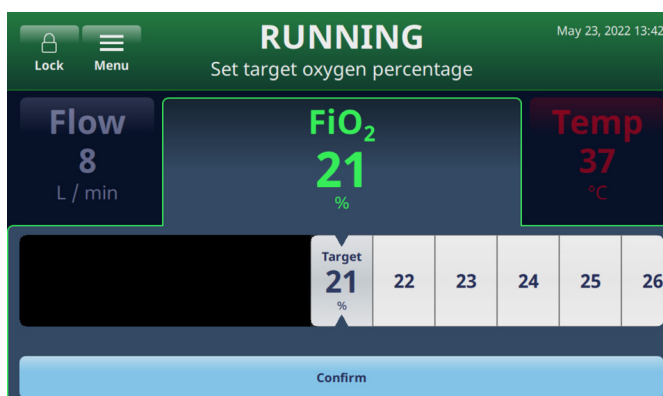 RUNNING
May 23, 2022 13:42
Lock Menu
Set target oxygen percentage
Flow
8
L / min
FiO₂
21
%
Temp
37
°C
Target
21
%
22 23 24 25 26
Confirm